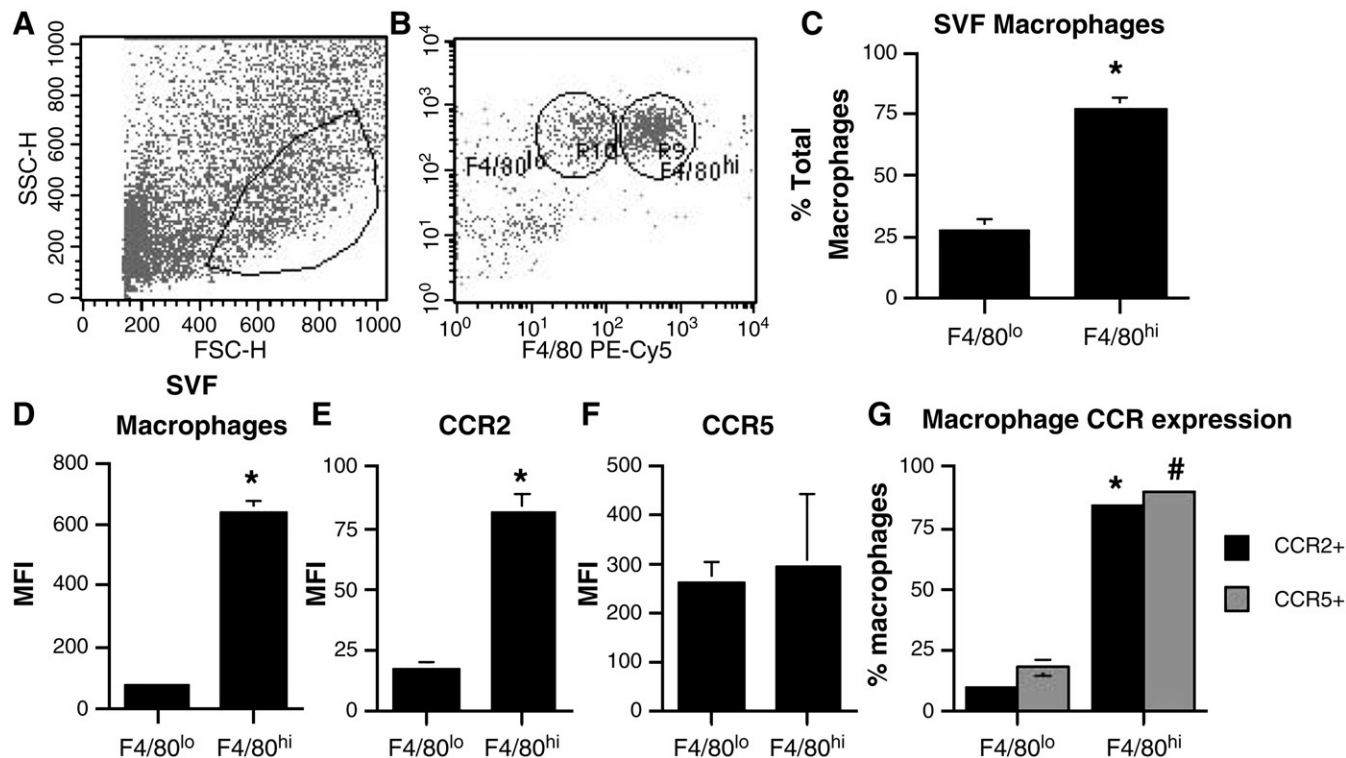 A
SSC-H
1000
800
600
400
200
0
0 200 400 600 800 1000
FSC-H
B
10⁴
10³
10²
10¹
10⁰
F4/80lo
R10
R9
F4/80hi
10⁰ 10¹ 10² 10³ 10⁴
F4/80 PE-Cy5
C SVF Macrophages
% Total
Macrophages
100
75
50
25
0
*
F4/80lo F4/80hi
D SVF
Macrophages
MFI
800
600
400
200
0
*
F4/80lo F4/80hi
E CCR2
MFI
100
75
50
25
0
*
F4/80lo F4/80hi
F CCR5
MFI
500
400
300
200
100
0
F4/80lo F4/80hi
G Macrophage CCR expression
% macrophages
100
75
50
25
0
* #
F4/80lo F4/80hi
CCR2+
CCR5+